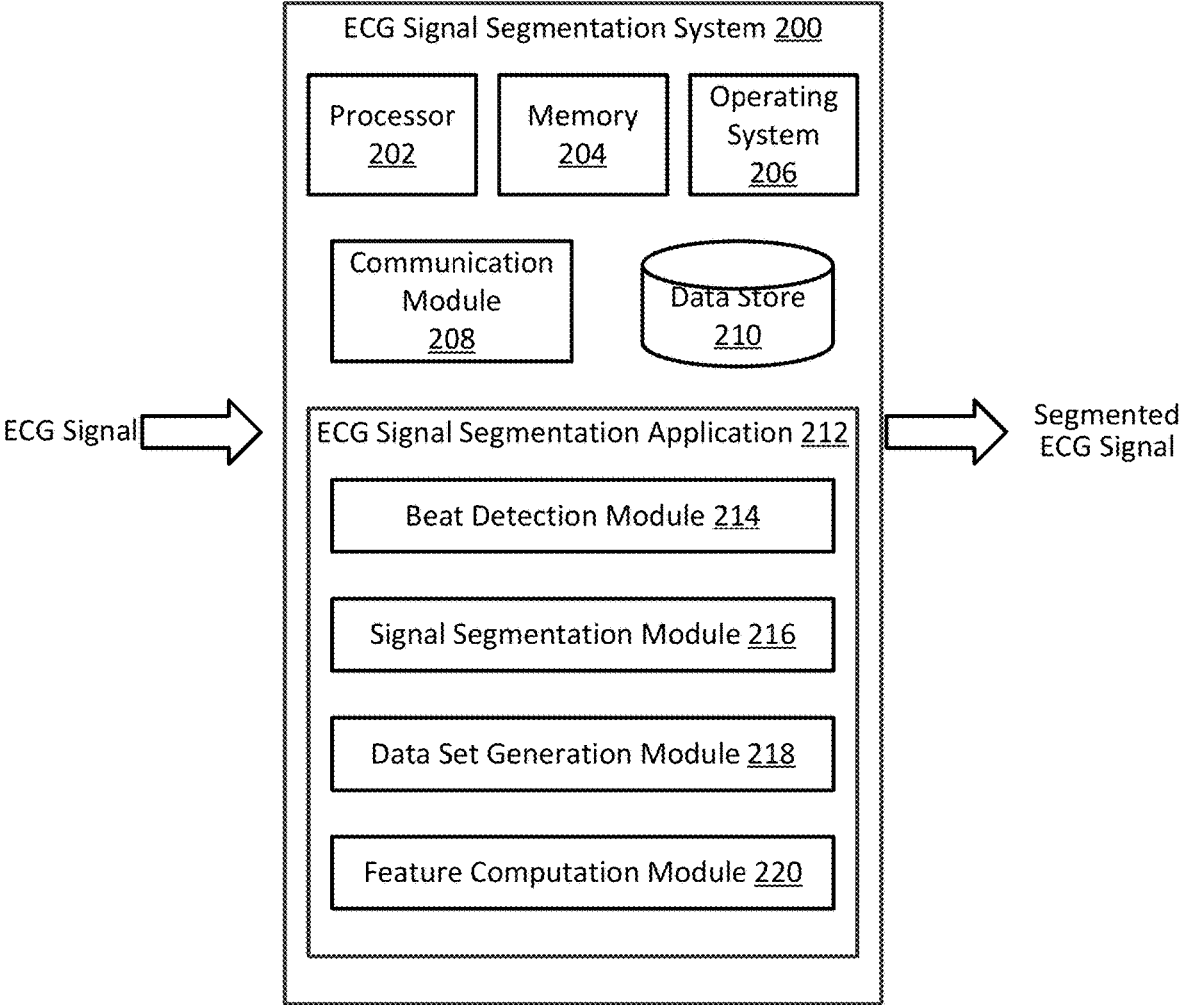 ECG Signal Segmentation System 200
Processor
202
Memory
204
Operating
System
206
Communication
Module
208
Data Store
210
ECG Signal
ECG Signal Segmentation Application 212
Segmented
ECG Signal
Beat Detection Module 214
Signal Segmentation Module 216
Data Set Generation Module 218
Feature Computation Module 220